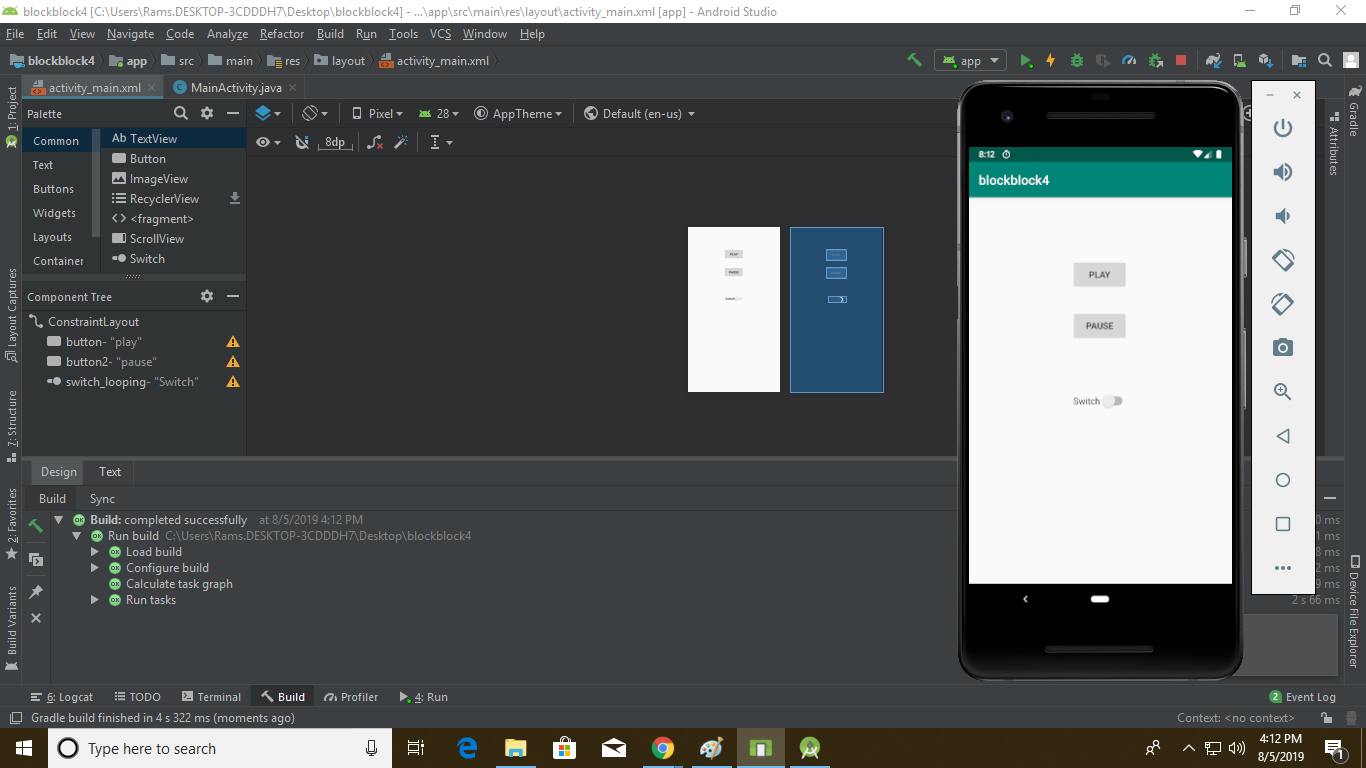 blockblock4 [C:\Users\Rams.DESKTOP-3CDDDH7\Desktop\blockblock4] - ...\app\src\main\res\layout\activity_main.xml [app] - Android Studio
File Edit View Navigate Code Analyze Refactor Build Run Tools VCS Window Help
blockblock4 app src main res layout activity_main.xml app
activity_main.xml MainActivity.java
1: Project
Layout Captures
7: Structure
2: Favorites
Build Variants
Palette
Common
Text
Buttons
Widgets
Layouts
Container
Ab TextView
Button
ImageView
RecyclerView
<> <fragment>
ScrollView
Switch
Pixel 28 AppTheme Default (en-us)
8dp
Component Tree
ConstraintLayout
button- "play"
button2- "pause"
switch_looping- "Switch"
PLAY
PAUSE
Switch
8:12
blockblock4
PLAY
PAUSE
Switch
Gradle
Attributes
Device File Explorer
Design Text
Build Sync
Build: completed successfully at 8/5/2019 4:12 PM
Run build C:\Users\Rams.DESKTOP-3CDDDH7\Desktop\blockblock4
Load build
Configure build
Calculate task graph
Run tasks
0 ms
1 ms
8 ms
2 ms
9 ms
2 s 66 ms
6: Logcat TODO Terminal Build Profiler 4: Run 2 Event Log
Gradle build finished in 4 s 322 ms (moments ago) Context: <no context>
Type here to search
4:12 PM
8/5/2019
1